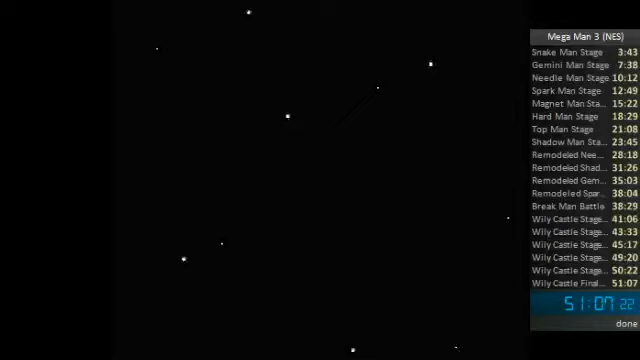 Mega Man 3 (NES)
Snake Man Stage 3:43
Gemini Man Stage 7:38
Needle Man Stage 10:12
Spark Man Stage 12:49
Magnet Man Sta... 15:22
Hard Man Stage 18:29
Top Man Stage 21:08
Shadow Man Sta... 23:45
Remodeled Nee... 28:18
Remodeled Shad... 31:26
Remodeled Gem... 35:03
Remodeled Spar... 38:04
Break Man Battle 38:29
Wily Castle Stage... 41:06
Wily Castle Stage... 43:33
Wily Castle Stage... 45:17
Wily Castle Stage... 49:20
Wily Castle Stage... 50:22
Wily Castle Final... 51:07
51:07 22
done